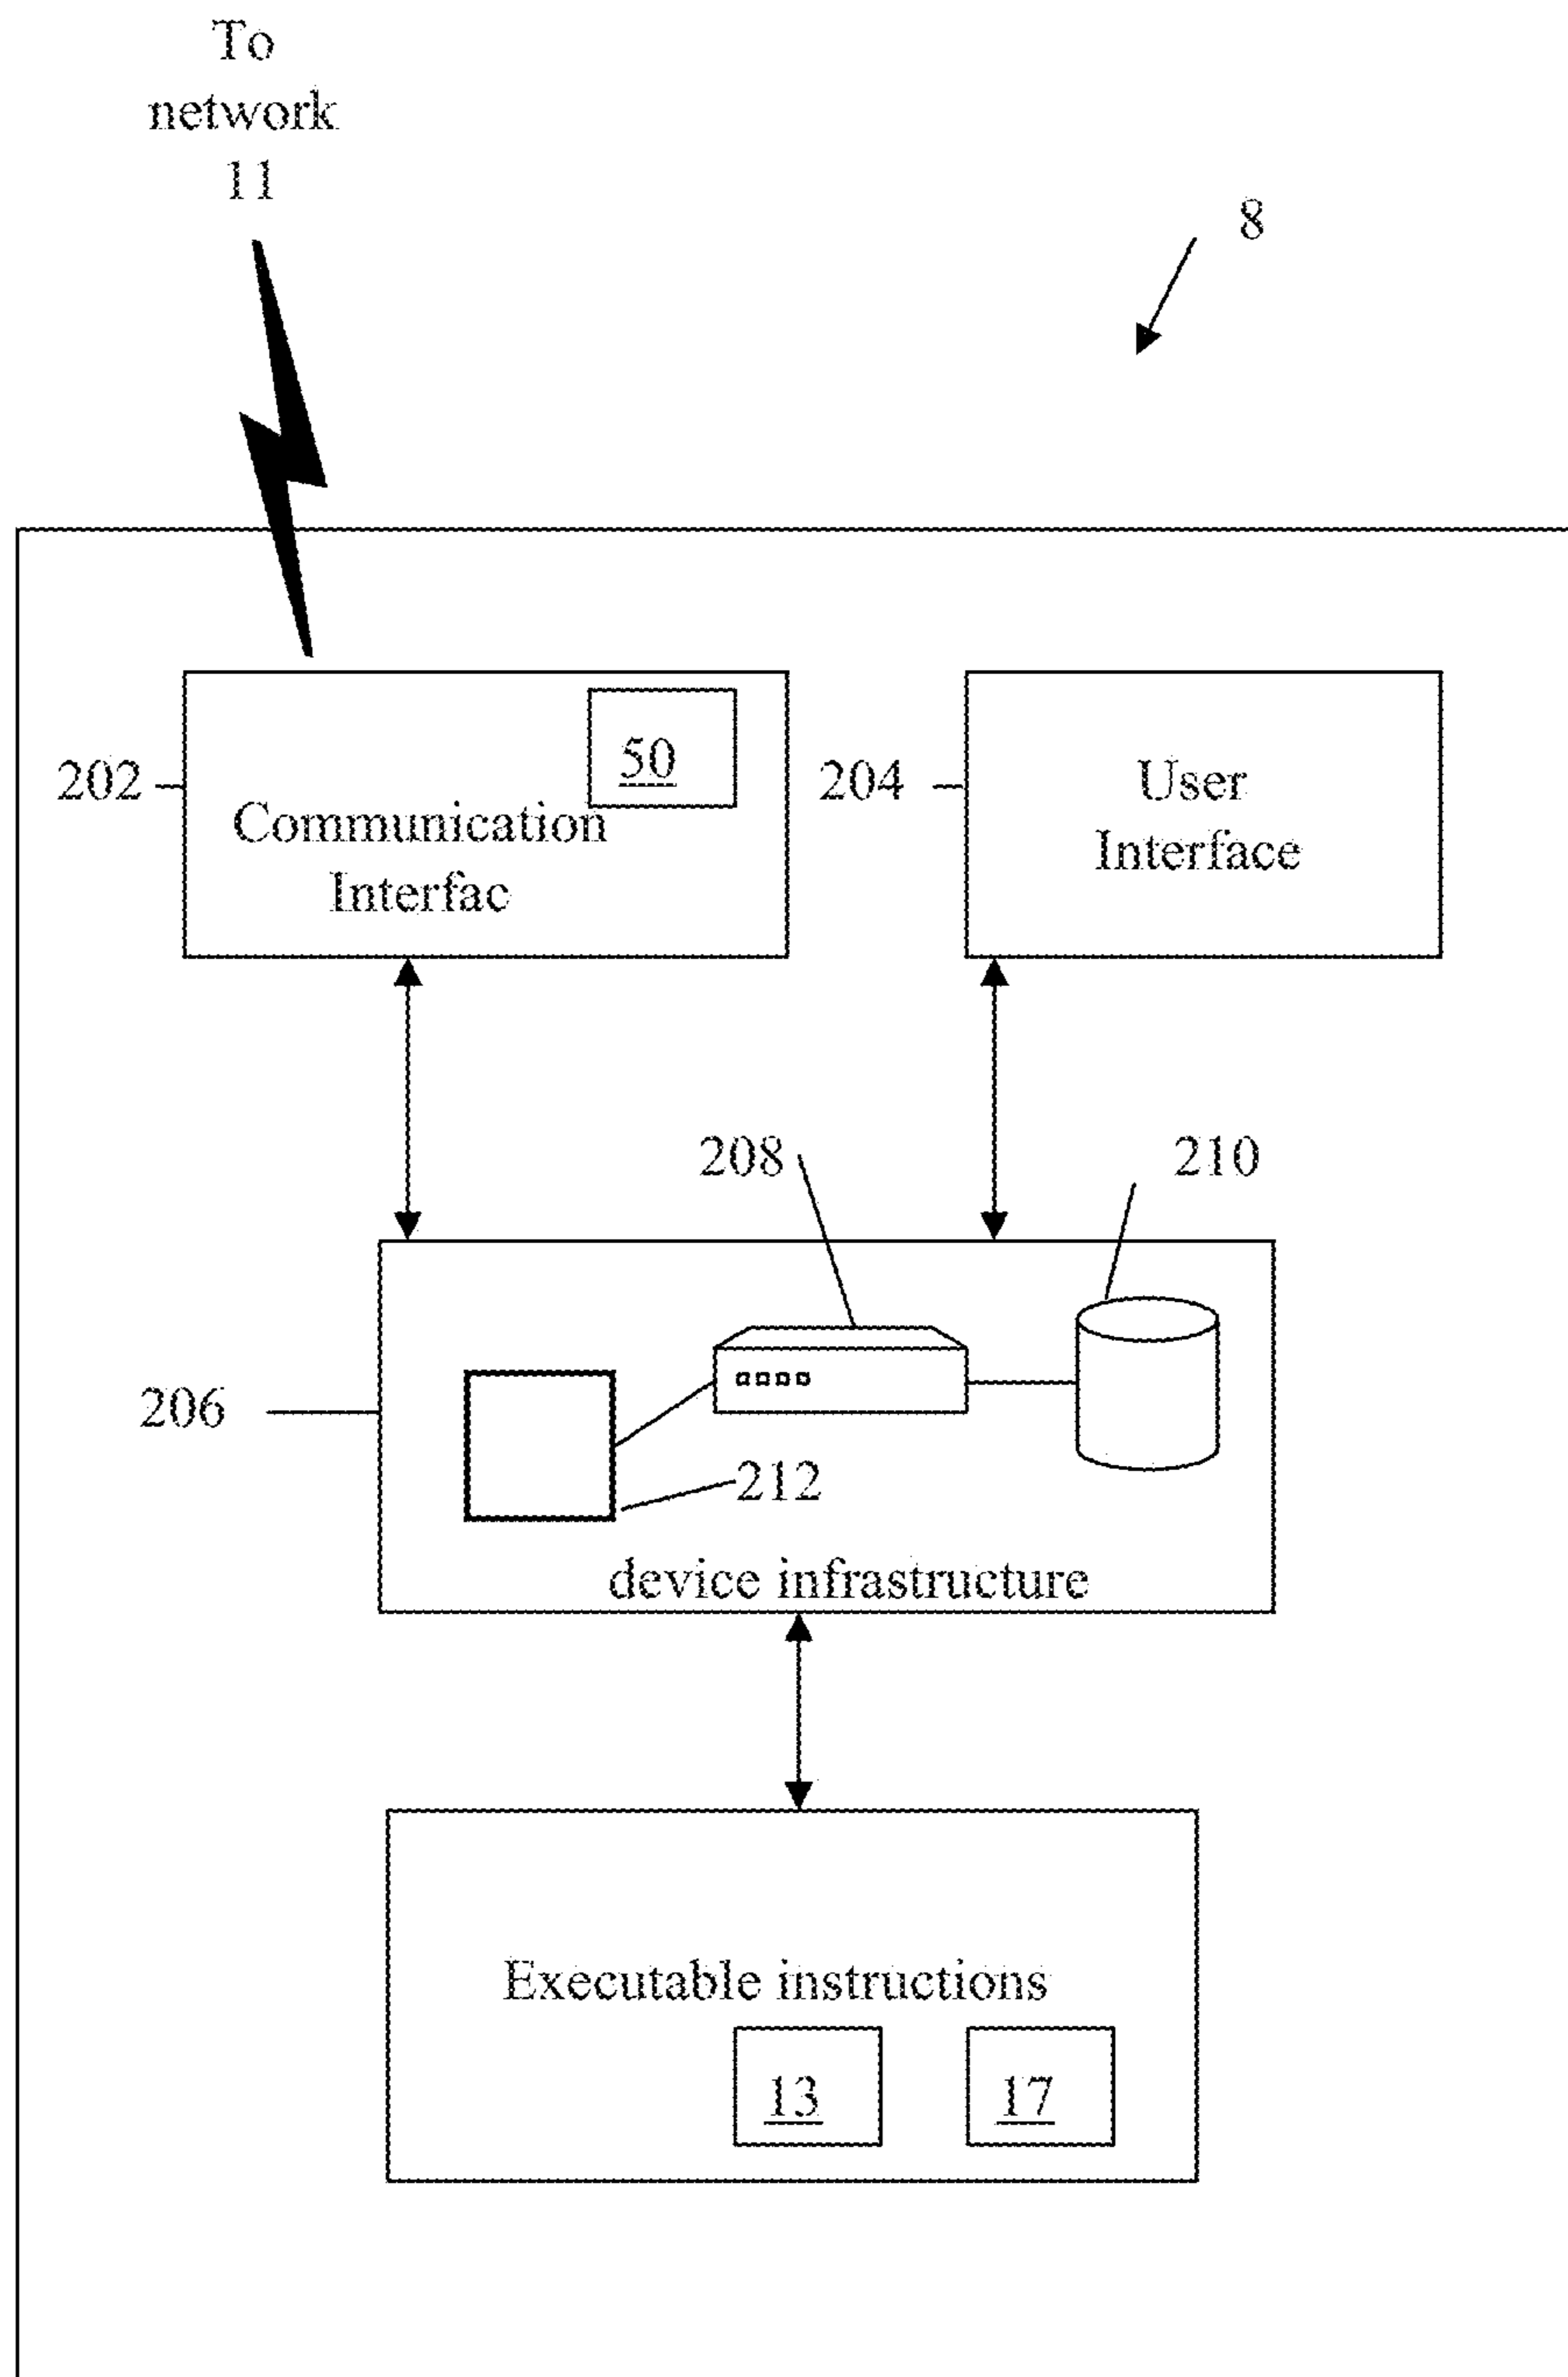 To
network
11
8
50
202
Communication
Interfac
204
User
Interface
208
210
206
212
device infrastructure
Executable instructions
13
17